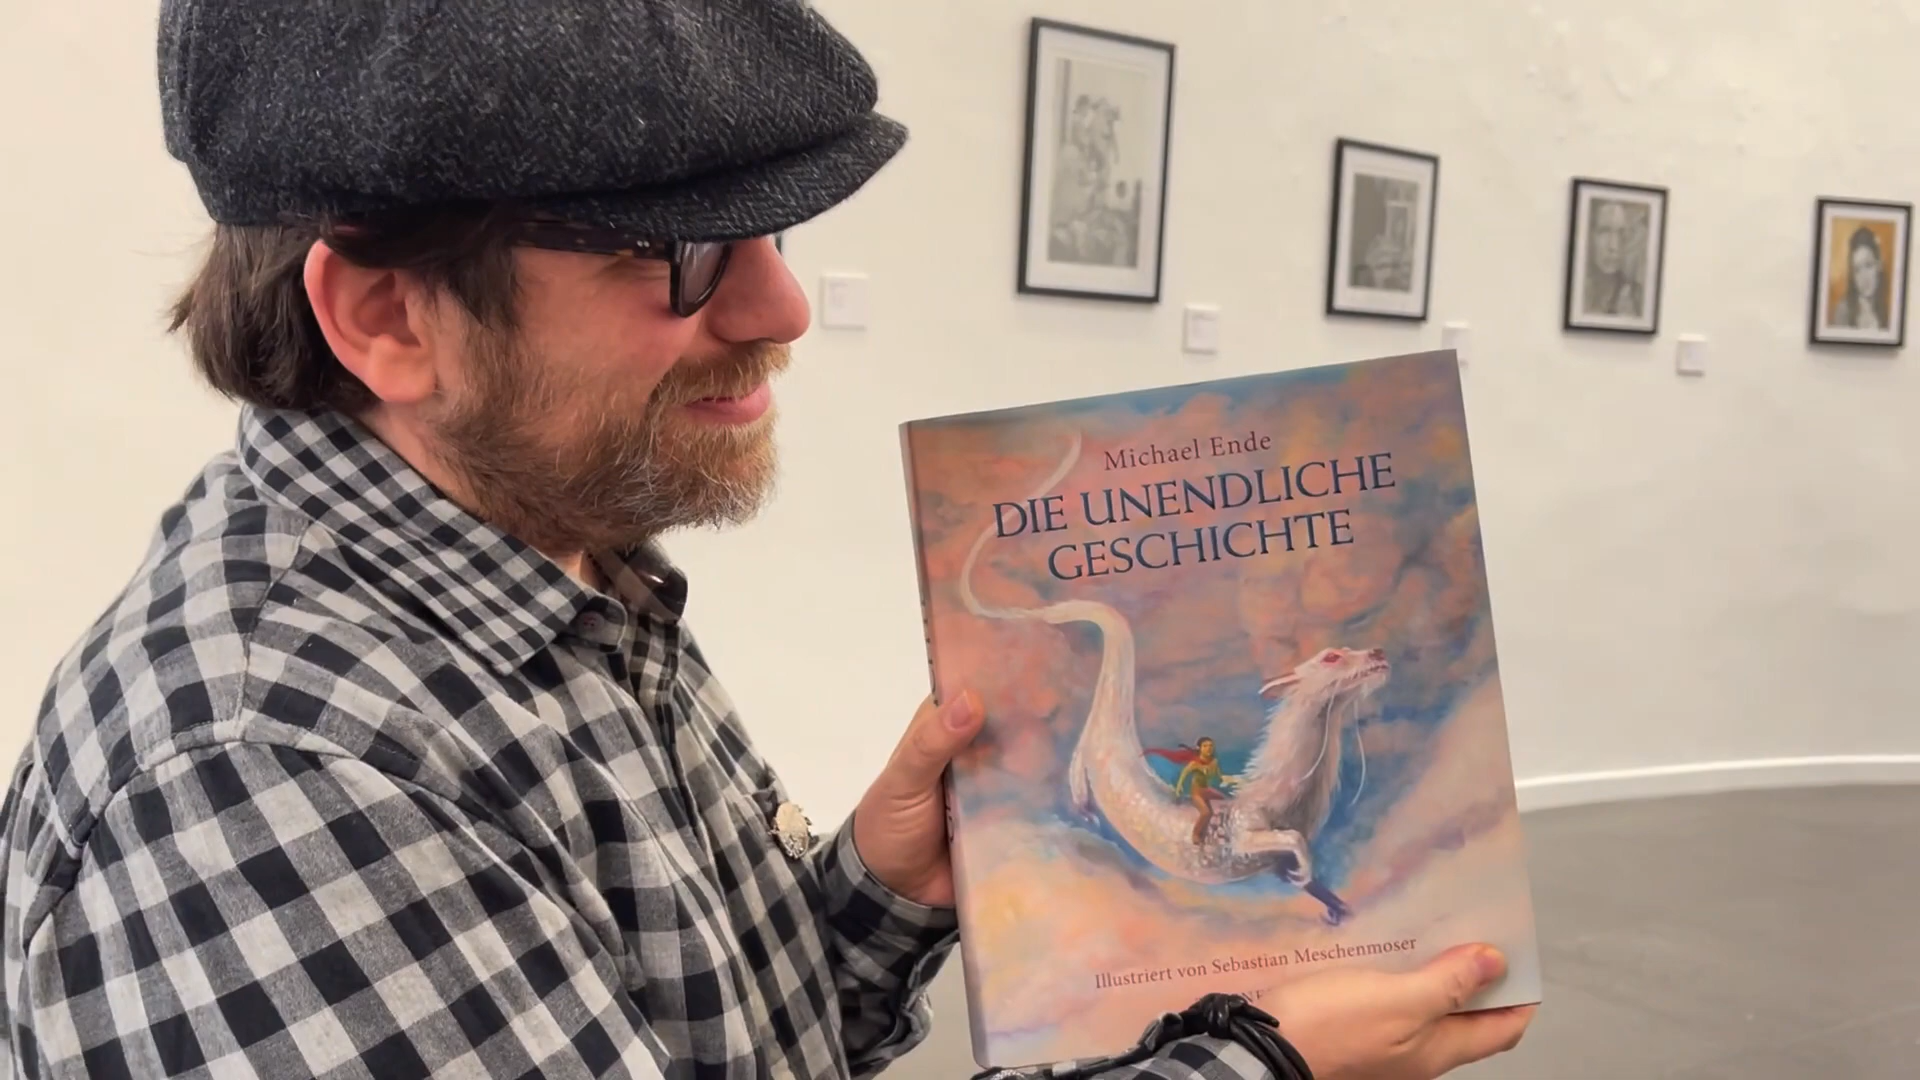 Michael Ende
DIE UNENDLICHE
GESCHICHTE
Illustriert von Sebastian Meschenmoser